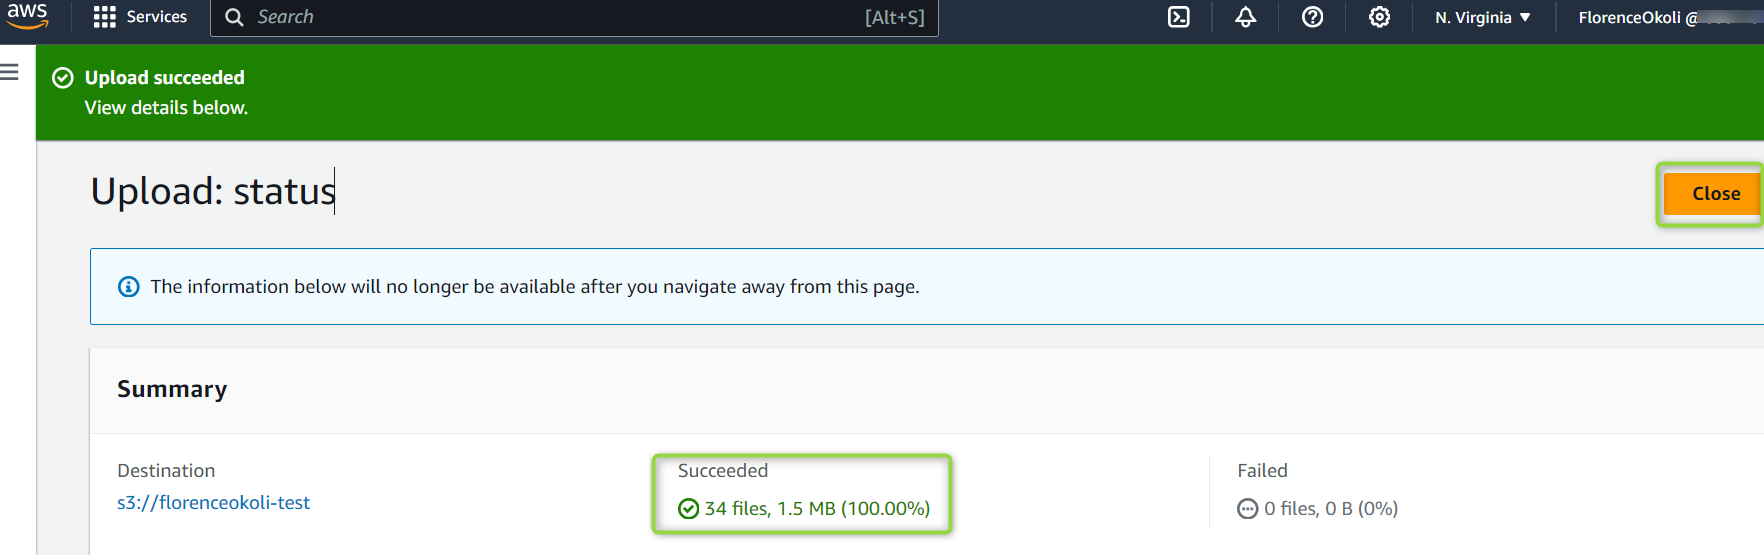 aws
Services
Search
[Alt+S]
N. Virginia
FlorenceOkoli @
Upload succeeded
View details below.
Upload: status
Close
The information below will no longer be available after you navigate away from this page.
Summary
Destination
s3://florenceokoli-test
Succeeded
34 files, 1.5 MB (100.00%)
Failed
0 files, 0 B (0%)